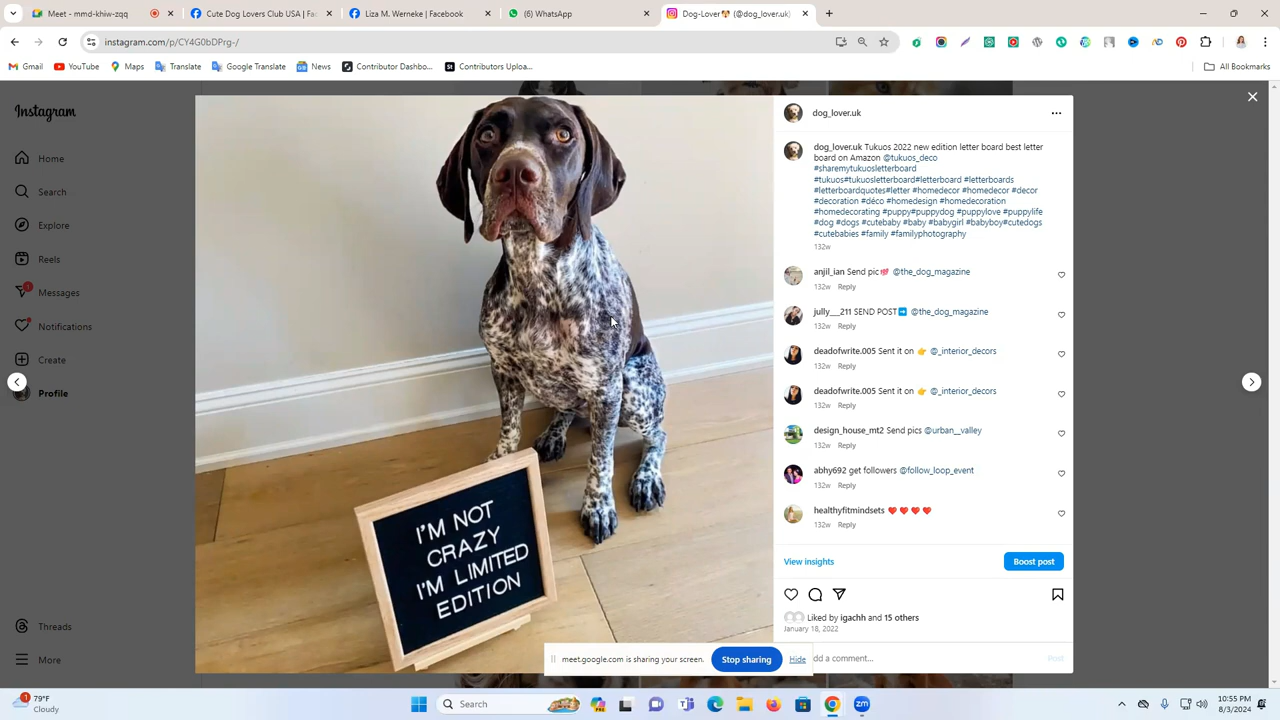 Meet - mmd-khiw-zoq
Cute Dog Lovers Club USA | Fac
Liza M. Werneke | Facebook
(6) WhatsApp
Dog-Lover (@dog_lover.uk)
instagram.com/p/CY4G0bDPrg-/
Gmail
YouTube
Maps
Translate
Google Translate
News
Contributor Dashbo...
Contributors Uploa...
All Bookmarks
Instagram
Home
Search
Explore
Reels
Messages
1
Notifications
Create
Profile
Threads
More
I'M NOT
CRAZY
I'M LIMITED
EDITION
dog_lover.uk
dog_lover.uk Tukuos 2022 new edition letter board best letter
board on Amazon @tukuos_deco
#sharemytukuosletterboard
#tukuos#tukuosletterboard#letterboard #letterboards
#letterboardquotes#letter #homedecor #homedecor #decor
#decoration #déco #homedesign #homedecoration
#homedecorating #puppy#puppydog #puppylove #puppylife
#dog #dogs #cutebaby #baby #babygirl #babyboy#cutedogs
#cutebabies #family #familyphotography
132w
anjil_ian Send pic💯 @the_dog_magazine
132w Reply
jully___211 SEND POST➡️ @the_dog_magazine
132w Reply
deadofwrite.005 Sent it on 👉 @_interior_decors
132w Reply
deadofwrite.005 Sent it on 👉 @_interior_decors
132w Reply
design_house_mt2 Send pics @urban__valley
132w Reply
abhy692 get followers @follow_loop_event
132w Reply
healthyfitmindsets ❤️❤️❤️❤️
132w Reply
View insights
Boost post
Liked by igachh and 15 others
January 18, 2022
dd a comment...
Post
meet.google.com is sharing your screen.
Stop sharing
Hide
1
79°F
Cloudy
Search
10:55 PM
8/3/2024